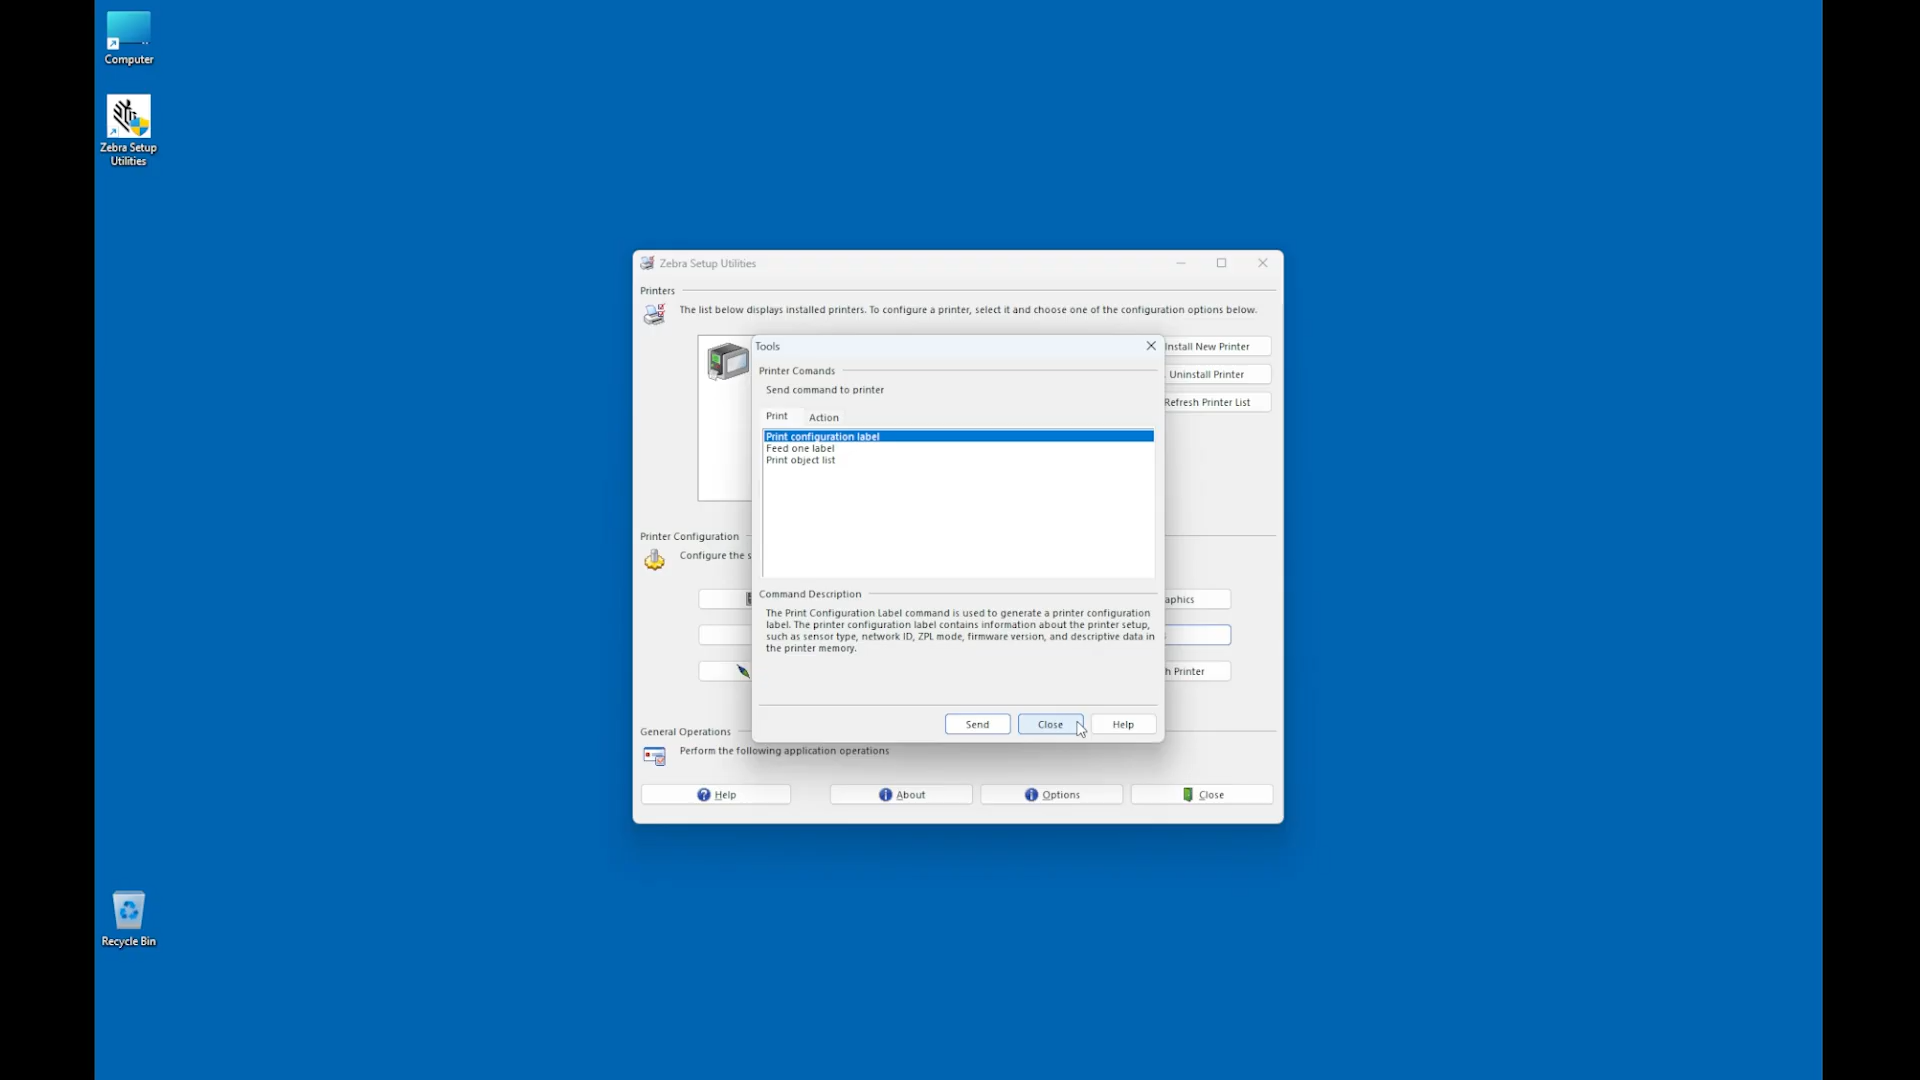 Computer
Zebra Setup
Utilities
Zebra Setup Utilities
Printers
The list below displays installed printers. To configure a printer, select it and choose one of the configuration options below.
Install New Printer
Uninstall Printer
Refresh Printer List
Tools
Printer Comands
Send command to printer
Print
Action
Print configuration label
Feed one label
Print object list
Printer Configuration
Configure the s
aphics
h Printer
Command Description
The Print Configuration Label command is used to generate a printer configuration
label. The printer configuration label contains information about the printer setup,
such as sensor type, network ID, ZPL mode, firmware version, and descriptive data in
the printer memory.
Send
Close
Help
General Operations
Perform the following application operations
Help
About
Options
Close
Recycle Bin